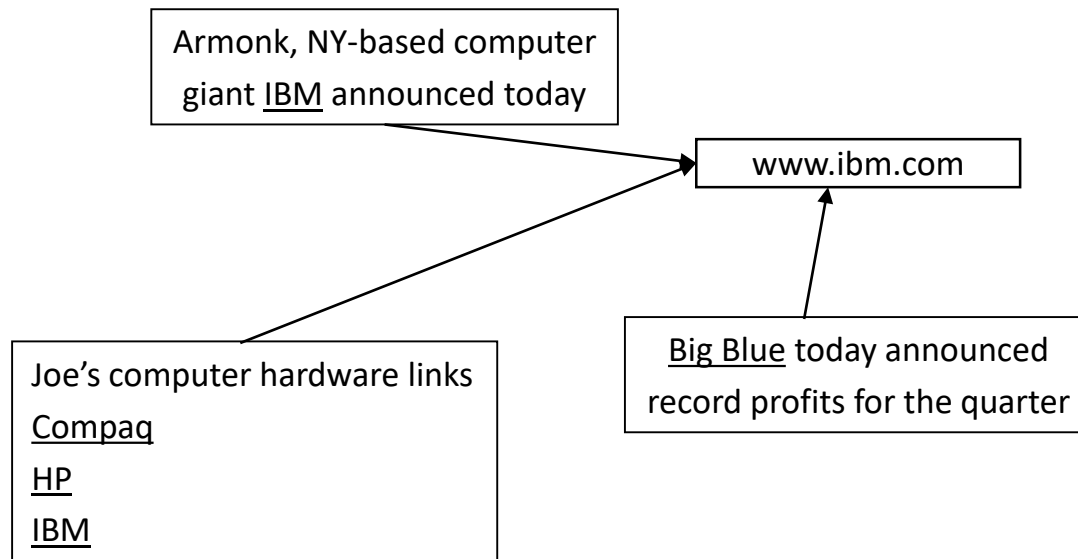 Armonk, NY-based computer
giant IBM announced today
www.ibm.com
Joe’s computer hardware links
Compaq
HP
IBM
Big Blue today announced
record profits for the quarter